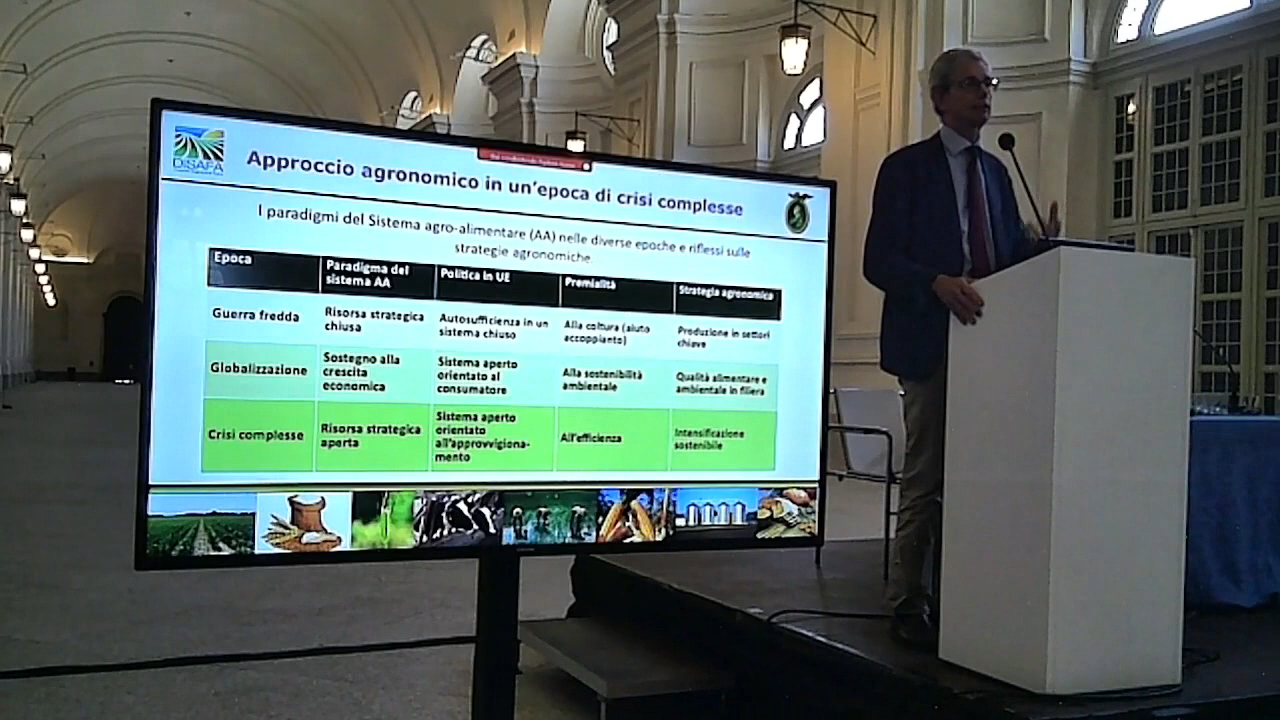 DISAFA
Approccio agronomico in un'epoca di crisi complesse
I paradigmi del Sistema agro-alimentare (AA) nelle diverse epoche e riflessi sulle
strategie agronomiche
Epoca
Paradigma del
sistema AA
Politica in UE
Premialità
Strategia agronomica
Guerra fredda
Risorsa strategica
chiusa
Autosufficienza in un
sistema chiuso
Alla coltura (aiuto
accoppianto)
Produzione in settori
chiave
Globalizzazione
Sostegno alla
crescita
economica
Sistema aperto
orientato al
consumatore
Alla sostenibilità
ambientale
Qualità alimentare e
ambientale in filiera
Crisi complesse
Risorsa strategica
aperta
Sistema aperto
orientato
all'approvvigiona-
mento
All'efficienza
Intensificazione
sostenibile